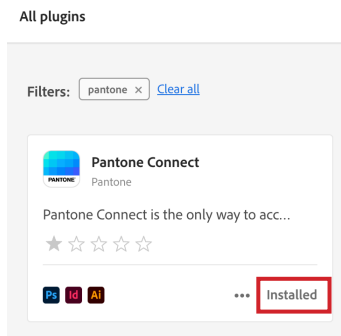 All plugins
Filters: pantone × Clear all
Pantone Connect
PANTONE
Pantone
Pantone Connect is the only way to acc...
Ps Id Ai ••• Installed